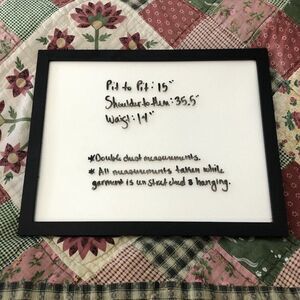 Pit to Pit: 15"
Shoulder to Hem: 35.5"
Waist: 14"
*Double dust measurements.
* All measurements taken while
garment is unstretched & hanging.